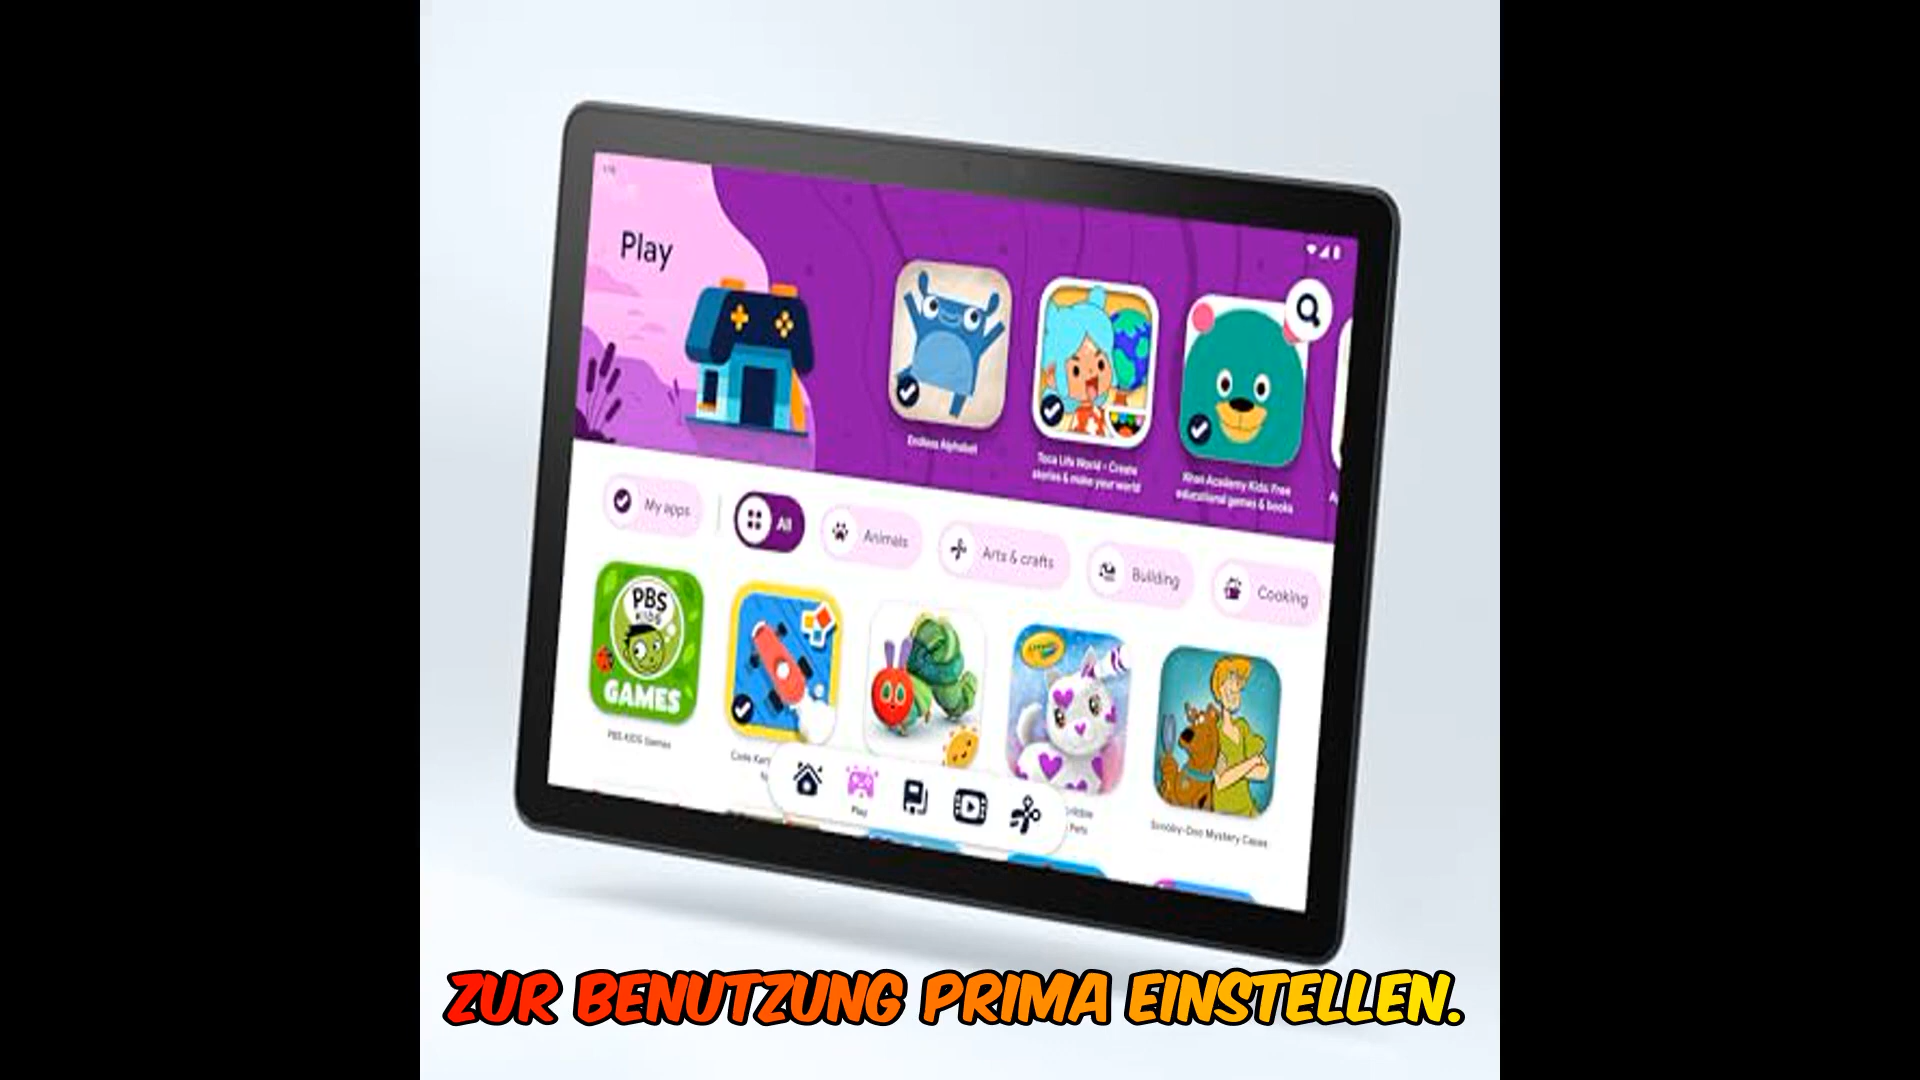 Play
Endless Alphabet
Toca Life World - Create
stories & make your world
Khan Academy Kids: Free
educational games & books
My apps
All
Animals
Arts & crafts
Building
Cooking
PBS
KIDS
GAMES
PBS KIDS Games
Scooby-Doo Mystery Cases
Pets
Play
ZUR BENUTZUNG PRIMA EINSTELLEN.